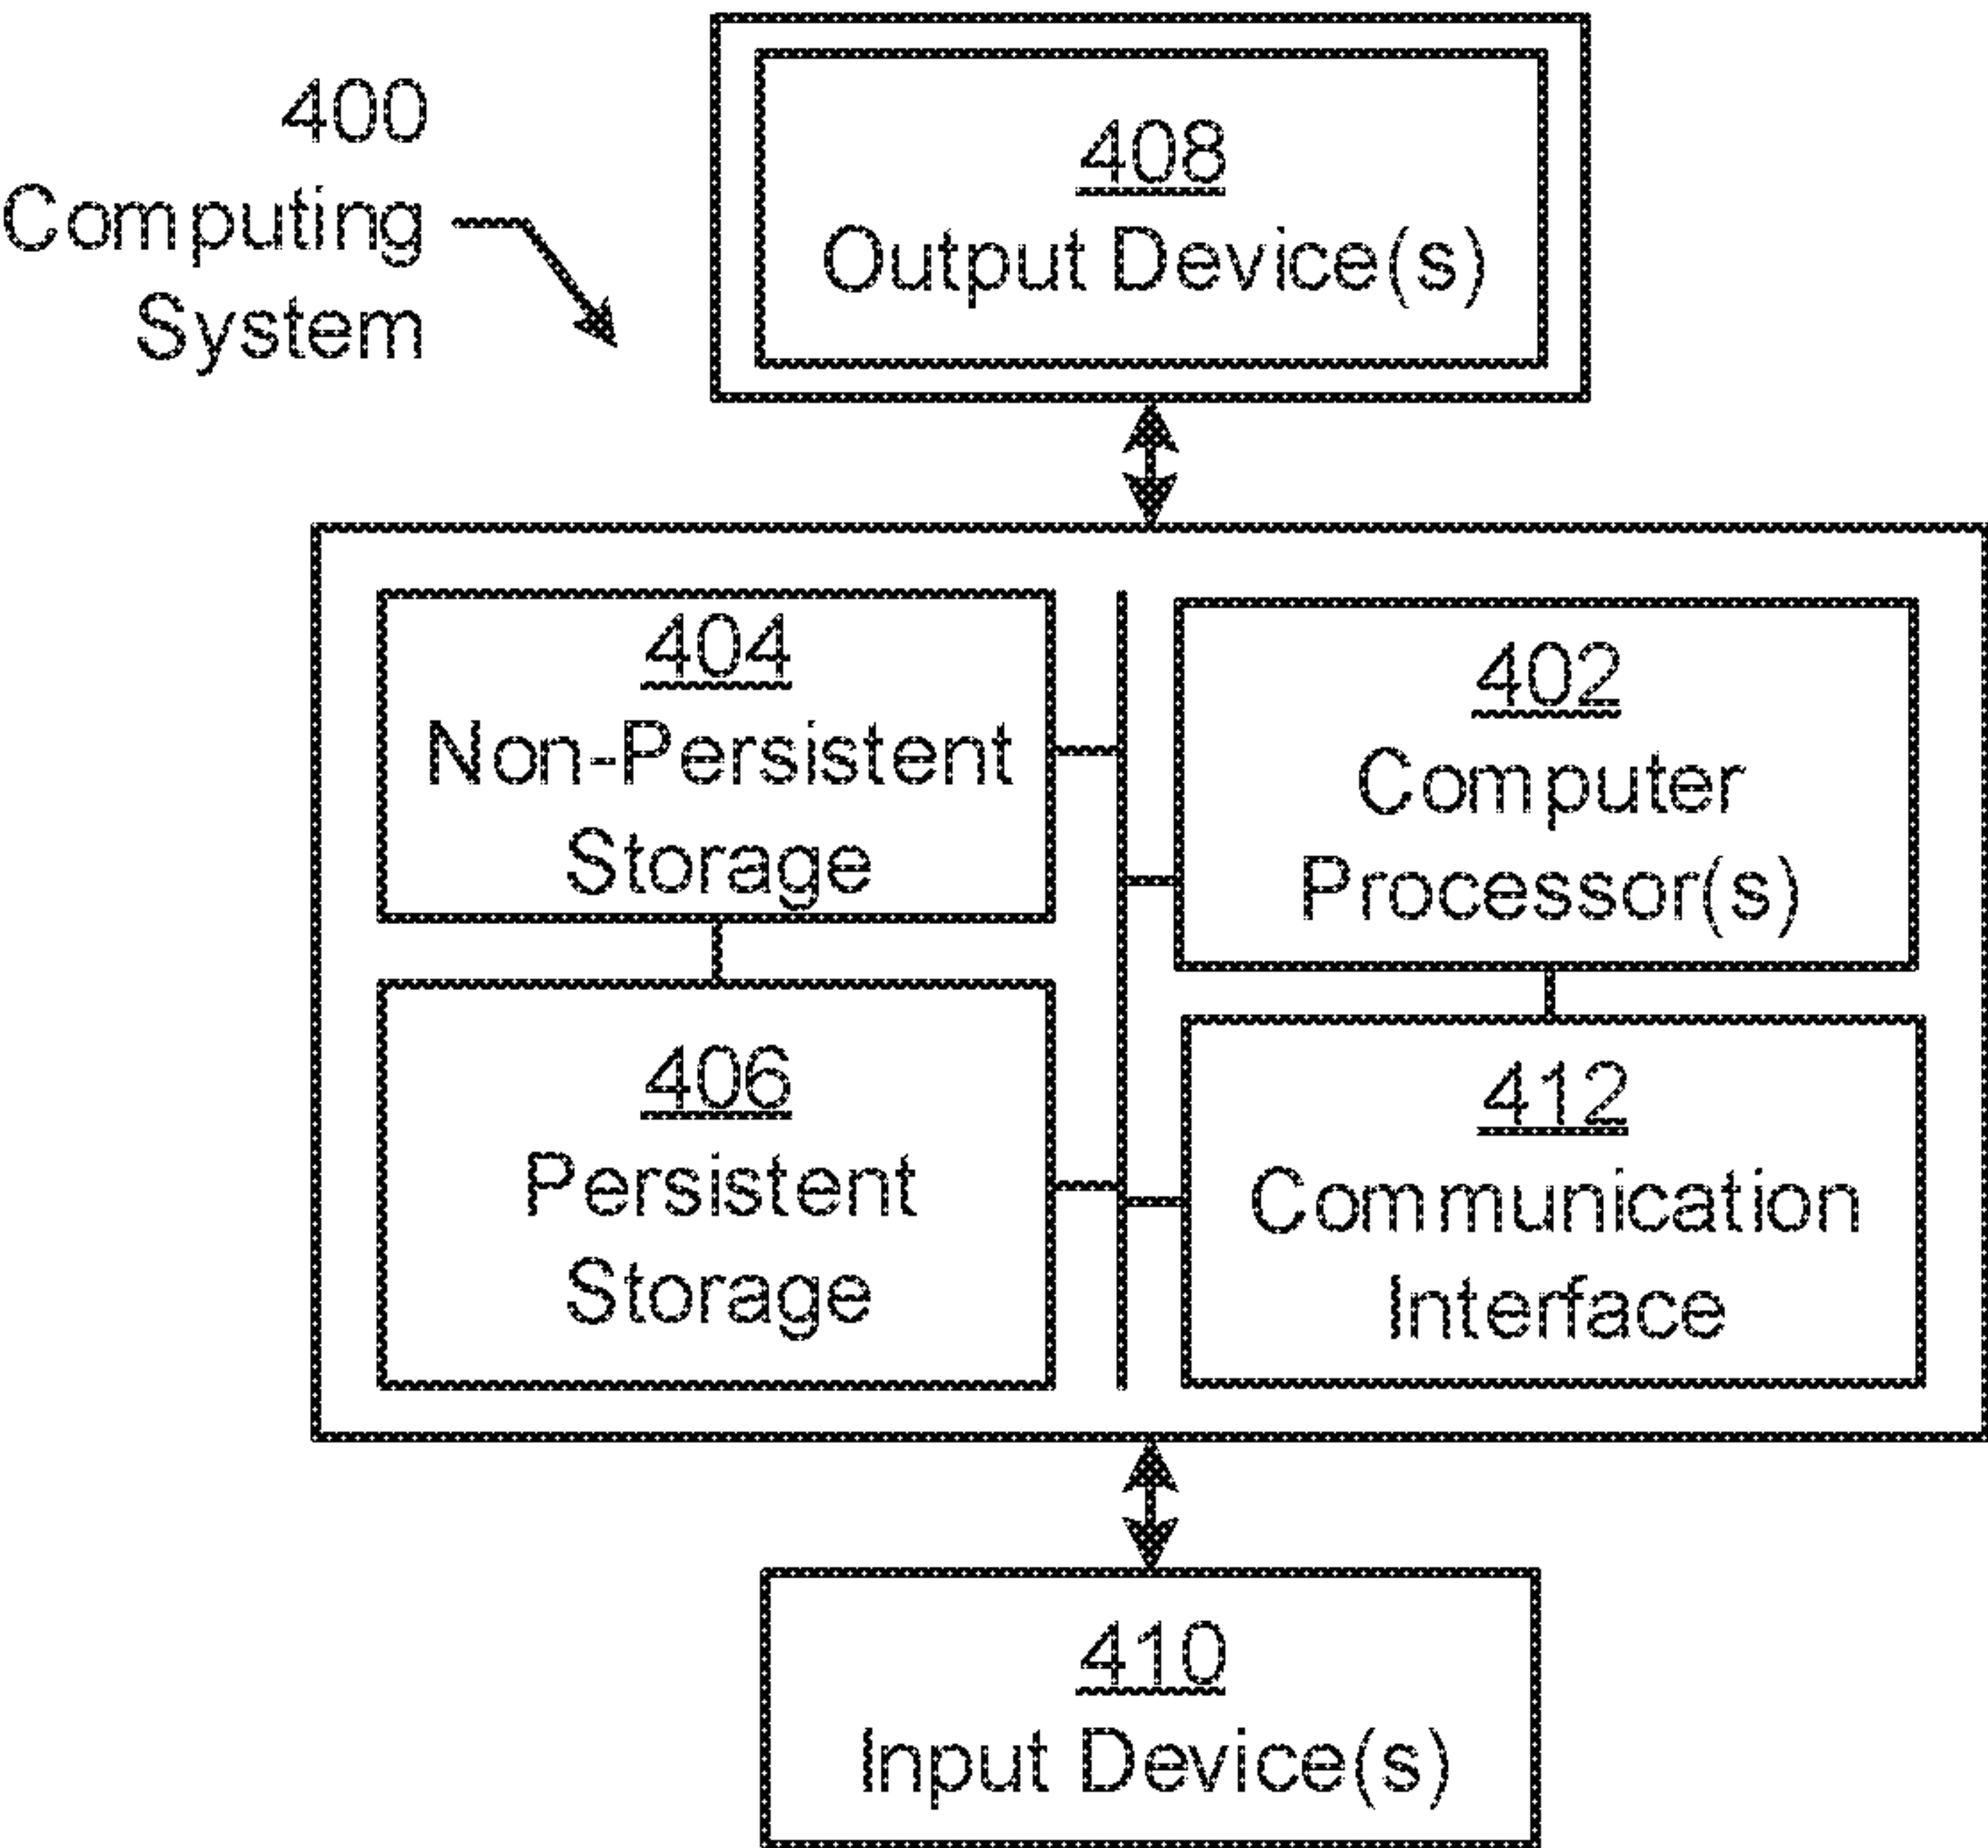 400
Computing
System
408
Output Device(s)
404
Non-Persistent
Storage
402
Computer
Processor(s)
406
Persistent
Storage
412
Communication
Interface
410
Input Device(s)